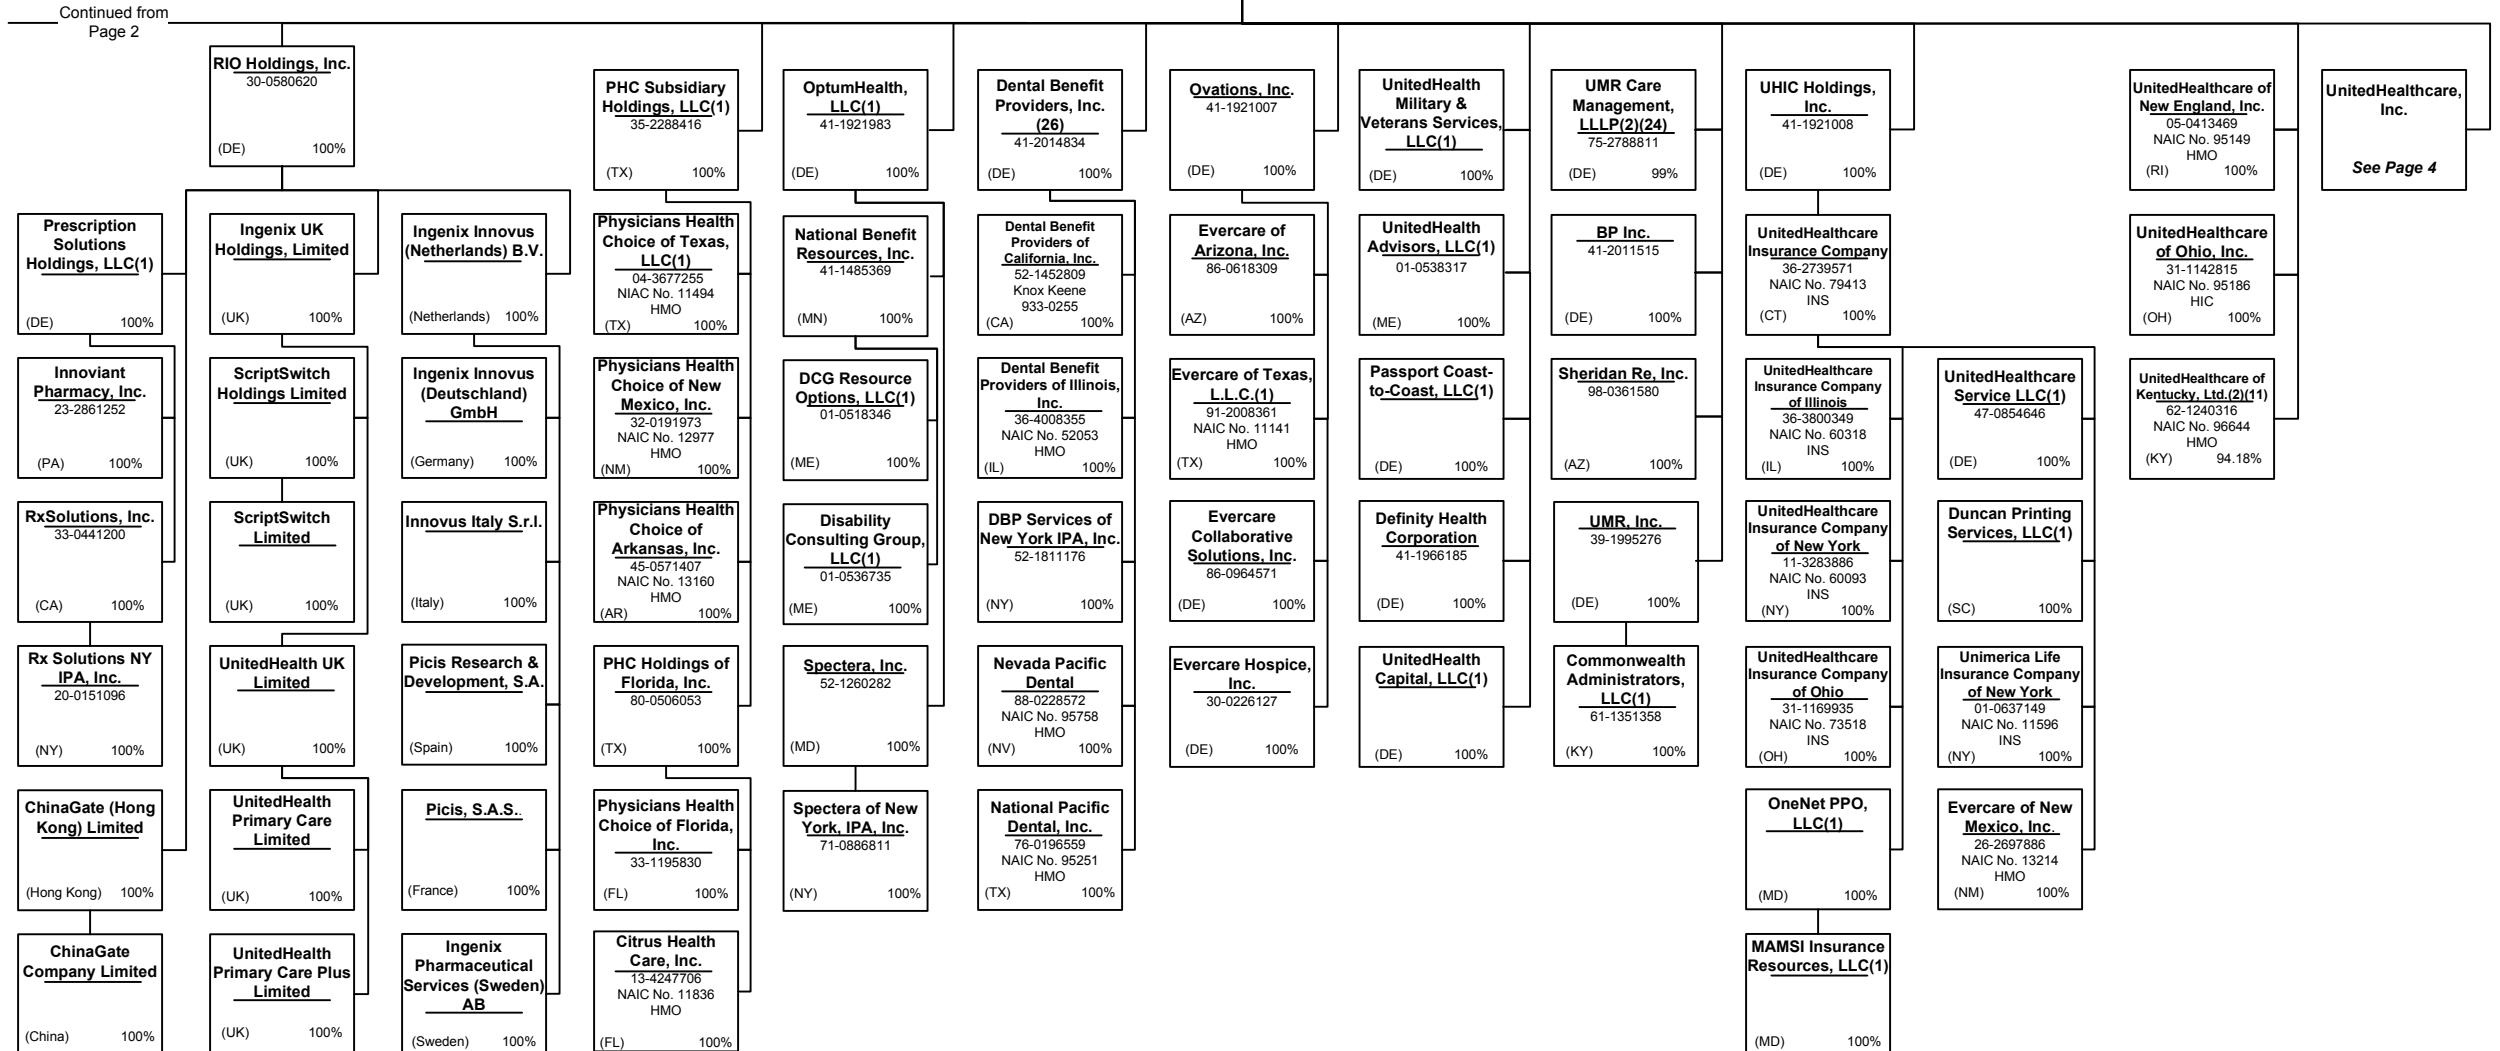 Continued from
Page 2
RIO Holdings, Inc.
30-0580620
(DE) 100%
Prescription
Solutions
Holdings, LLC(1)
(DE) 100%
Innoviant
Pharmacy, Inc.
23-2861252
(PA) 100%
RxSolutions, Inc.
33-0441200
(CA) 100%
Rx Solutions NY
IPA, Inc.
20-0151096
(NY) 100%
ChinaGate (Hong
Kong) Limited
(Hong Kong) 100%
ChinaGate
Company Limited
(China) 100%
Ingenix UK
Holdings, Limited
(UK) 100%
ScriptSwitch
Holdings Limited
(UK) 100%
ScriptSwitch
Limited
(UK) 100%
UnitedHealth UK
Limited
(UK) 100%
UnitedHealth
Primary Care
Limited
(UK) 100%
UnitedHealth
Primary Care Plus
Limited
(UK) 100%
Ingenix Innovus
(Netherlands) B.V.
(Netherlands) 100%
Ingenix Innovus
(Deutschland)
GmbH
(Germany) 100%
Innovus Italy S.r.l.
(Italy) 100%
Picis Research &
Development, S.A.
(Spain) 100%
Picis, S.A.S..
(France) 100%
Ingenix
Pharmaceutical
Services (Sweden)
AB
(Sweden) 100%
PHC Subsidiary
Holdings, LLC(1)
35-2288416
(TX) 100%
Physicians Health
Choice of Texas,
LLC(1)
04-3677255
NIAC No. 11494
HMO
(TX) 100%
Physicians Health
Choice of New
Mexico, Inc.
32-0191973
NAIC No. 12977
HMO
(NM) 100%
Physicians Health
Choice of
Arkansas, Inc.
45-0571407
NAIC No. 13160
HMO
(AR) 100%
PHC Holdings of
Florida, Inc.
80-0506053
(TX) 100%
Physicians Health
Choice of Florida,
Inc.
33-1195830
(FL) 100%
Citrus Health
Care, Inc.
13-4247706
NAIC No. 11836
HMO
(FL) 100%
OptumHealth,
LLC(1)
41-1921983
(DE) 100%
National Benefit
Resources, Inc.
41-1485369
(MN) 100%
DCG Resource
Options, LLC(1)
01-0518346
(ME) 100%
Disability
Consulting Group,
LLC(1)
01-0536735
(ME) 100%
Spectera, Inc.
52-1260282
(MD) 100%
Spectera of New
York, IPA, Inc.
71-0886811
(NY) 100%
Dental Benefit
Providers, Inc.
(26)
41-2014834
(DE) 100%
Dental Benefit
Providers of
California, Inc.
52-1452809
Knox Keene
933-0255
(CA) 100%
Dental Benefit
Providers of Illinois,
Inc.
36-4008355
NAIC No. 52053
HMO
(IL) 100%
DBP Services of
New York IPA, Inc.
52-1811176
(NY) 100%
Nevada Pacific
Dental
88-0228572
NAIC No. 95758
HMO
(NV) 100%
National Pacific
Dental, Inc.
76-0196559
NAIC No. 95251
HMO
(TX) 100%
Ovations, Inc.
41-1921007
(DE) 100%
Evercare of
Arizona, Inc.
86-0618309
(AZ) 100%
Evercare of Texas,
L.L.C.(1)
91-2008361
NAIC No. 11141
HMO
(TX) 100%
Evercare
Collaborative
Solutions, Inc.
86-0964571
(DE) 100%
Evercare Hospice,
Inc.
30-0226127
(DE) 100%
UnitedHealth
Military &
Veterans Services,
LLC(1)
(DE) 100%
UnitedHealth
Advisors, LLC(1)
01-0538317
(ME) 100%
Passport Coast-
to-Coast, LLC(1)
(DE) 100%
Definity Health
Corporation
41-1966185
(DE) 100%
UnitedHealth
Capital, LLC(1)
(DE) 100%
UMR Care
Management,
LLLP(2)(24)
75-2788811
(DE) 99%
BP Inc.
41-2011515
(DE) 100%
Sheridan Re, Inc.
98-0361580
(AZ) 100%
UMR, Inc.
39-1995276
(DE) 100%
Commonwealth
Administrators,
LLC(1)
61-1351358
(KY) 100%
UHIC Holdings,
Inc.
41-1921008
(DE) 100%
UnitedHealthcare
Insurance Company
36-2739571
NAIC No. 79413
INS
(CT) 100%
UnitedHealthcare
Insurance Company
of Illinois
36-3800349
NAIC No. 60318
INS
(IL) 100%
UnitedHealthcare
Insurance Company
of New York
11-3283886
NAIC No. 60093
INS
(NY) 100%
UnitedHealthcare
Insurance Company
of Ohio
31-1169935
NAIC No. 73518
INS
(OH) 100%
OneNet PPO,
LLC(1)
(MD) 100%
MAMSI Insurance
Resources, LLC(1)
(MD) 100%
UnitedHealthcare
Service LLC(1)
47-0854646
(DE) 100%
Duncan Printing
Services, LLC(1)
(SC) 100%
Unimerica Life
Insurance Company
of New York
01-0637149
NAIC No. 11596
INS
(NY) 100%
Evercare of New
Mexico, Inc.
26-2697886
NAIC No. 13214
HMO
(NM) 100%
UnitedHealthcare of
New England, Inc.
05-0413469
NAIC No. 95149
HMO
(RI) 100%
UnitedHealthcare
of Ohio, Inc.
31-1142815
NAIC No. 95186
HIC
(OH) 100%
UnitedHealthcare of
Kentucky, Ltd.(2)(11)
62-1240316
NAIC No. 96644
HMO
(KY) 94.18%
UnitedHealthcare,
Inc.
See Page 4